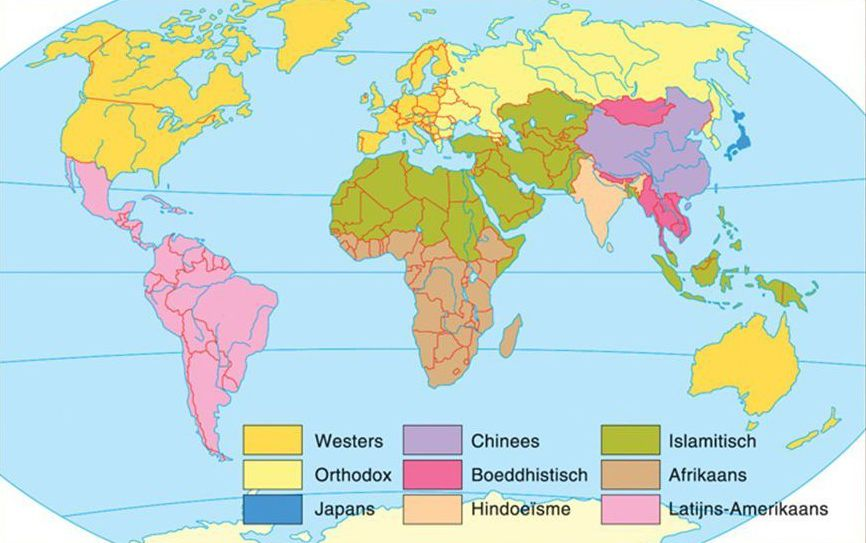 Westers Chinees Islamitisch
Orthodox Boeddhistisch Afrikaans
Japans Hindoeïsme Latijns-Amerikaans